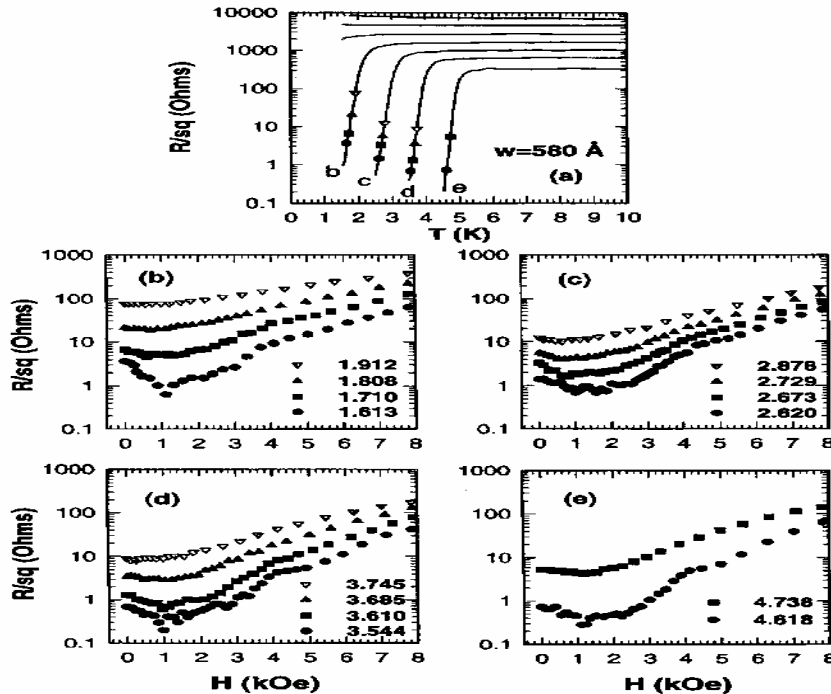 10000
1000
100
10
1
0.1
R/sq (Ohms)
w=580 Å
(a)
b c d e
0 1 2 3 4 5 6 7 8 9 10
T (K)
1000
100
10
1
0.1
R/sq (Ohms)
(b)
1.912
1.808
1.710
1.613
0 1 2 3 4 5 6 7 8
1000
100
10
1
0.1
(c)
2.878
2.729
2.673
2.620
0 1 2 3 4 5 6 7 8
1000
100
10
1
0.1
R/sq (Ohms)
(d)
3.745
3.685
3.610
3.544
0 1 2 3 4 5 6 7 8
H (kOe)
1000
100
10
1
0.1
(e)
4.738
4.618
0 1 2 3 4 5 6 7 8
H (kOe)